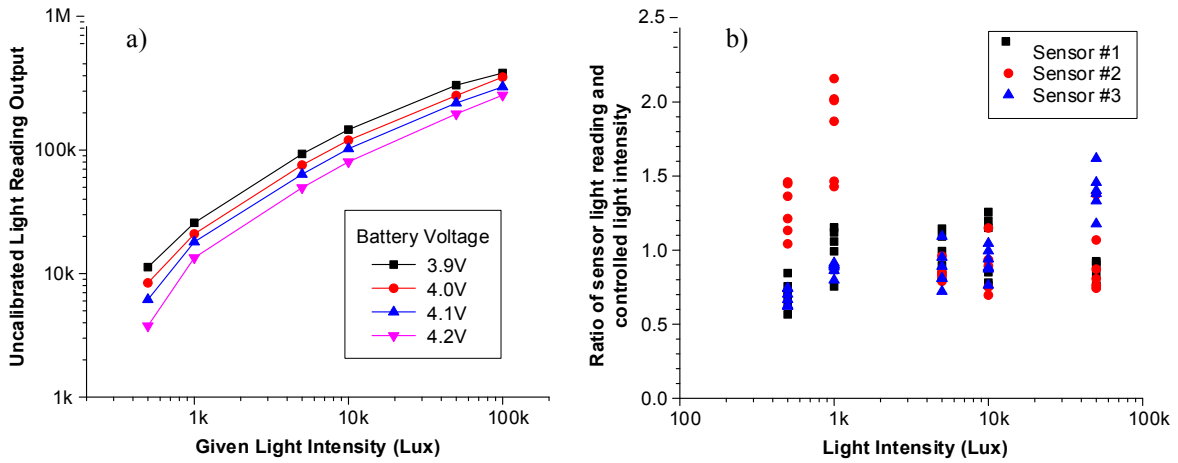 a)
1M
100k
10k
1k
Uncalibrated Light Reading Output
1k
10k
100k
Given Light Intensity (Lux)
Battery Voltage
3.9V
4.0V
4.1V
4.2V
b)
2.5
2.0
1.5
1.0
0.5
0.0
Ratio of sensor light reading and
controlled light intensity
100
1k
10k
100k
Light Intensity (Lux)
Sensor #1
Sensor #2
Sensor #3